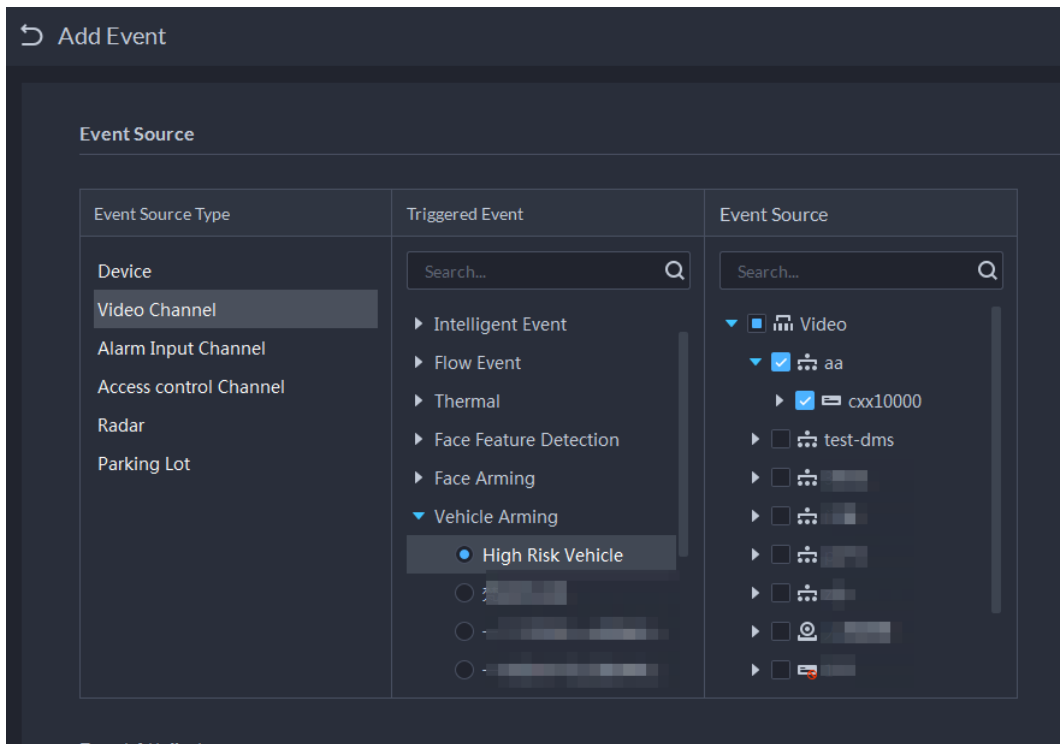 Add Event
Event Source
Event Source Type
Triggered Event
Event Source
Device
Video Channel
Alarm Input Channel
Access control Channel
Radar
Parking Lot
Search...
Intelligent Event
Flow Event
Thermal
Face Feature Detection
Face Arming
Vehicle Arming
High Risk Vehicle
Search...
Video
aa
cxx10000
test-dms